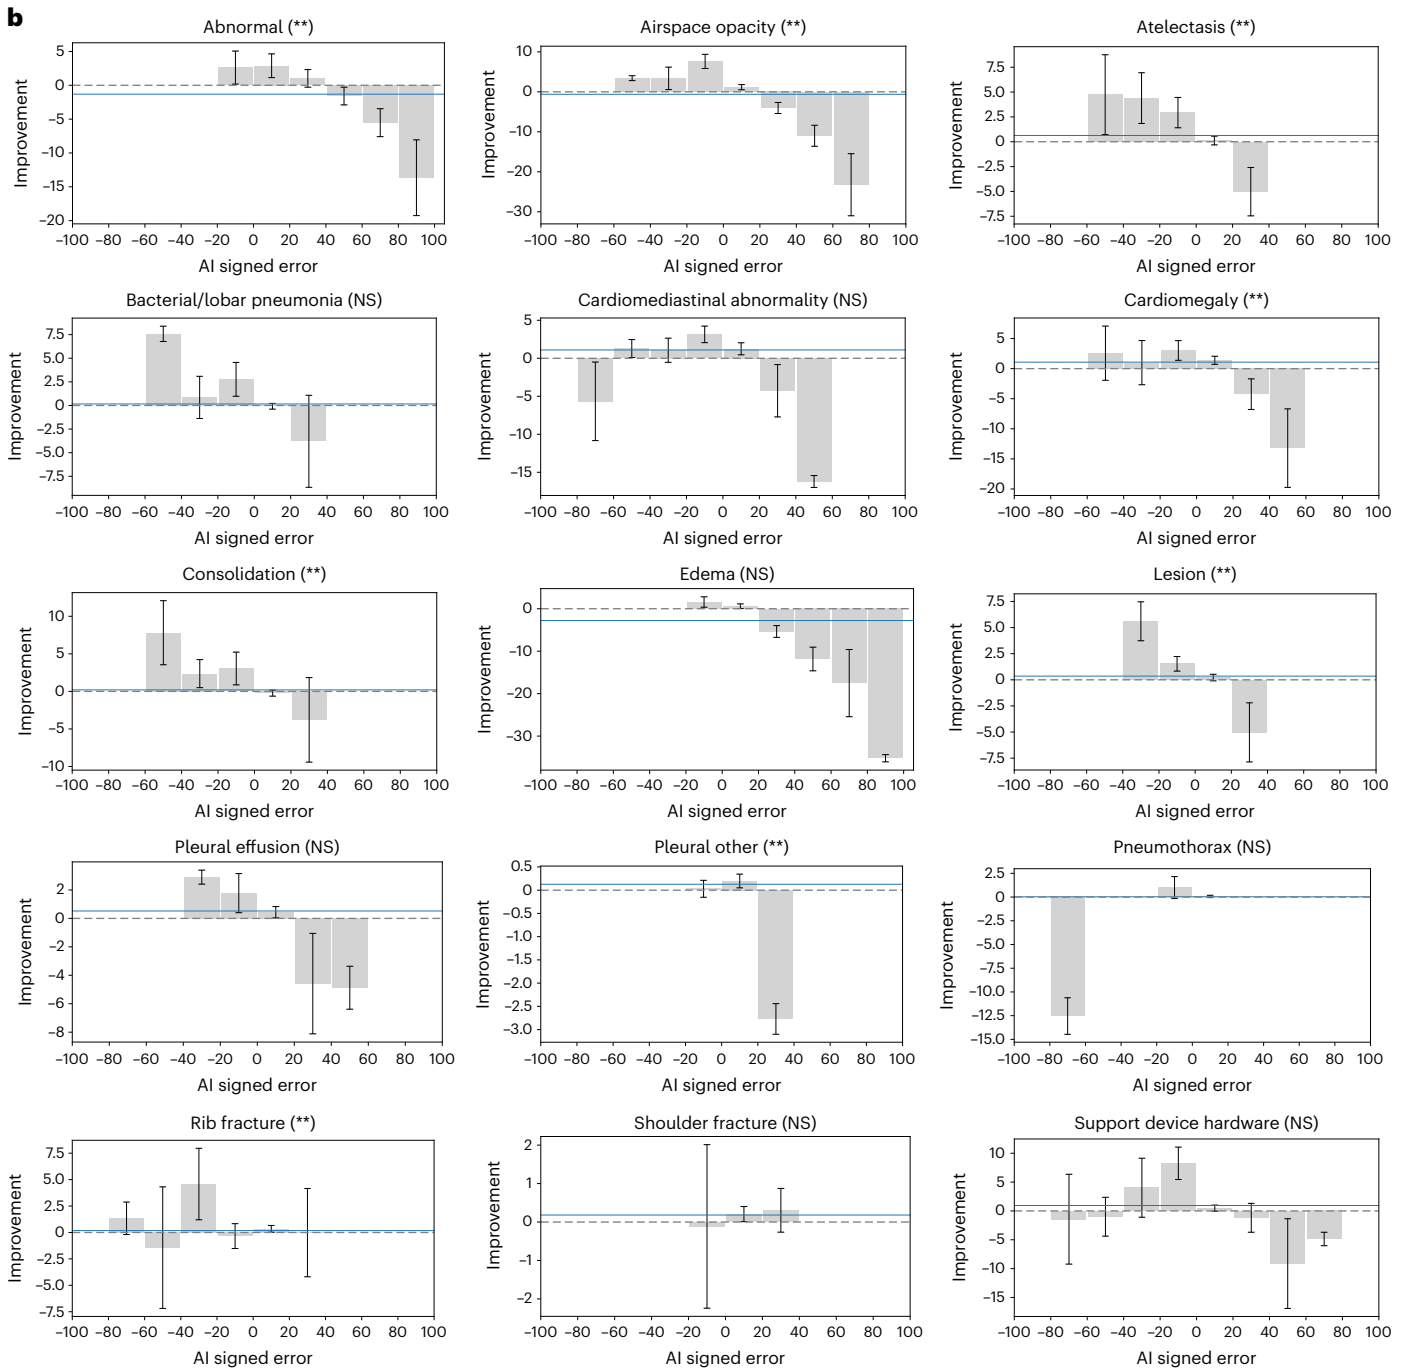 b
Abnormal (**)
Improvement
5
0
–5
–10
–15
–20
–100 –80 –60 –40 –20 0 20 40 60 80 100
AI signed error
Airspace opacity (**)
Improvement
10
0
–10
–20
–30
–100 –80 –60 –40 –20 0 20 40 60 80 100
AI signed error
Atelectasis (**)
Improvement
7.5
5.0
2.5
0
–2.5
–5.0
–7.5
–100 –80 –60 –40 –20 0 20 40 60 80 100
AI signed error
Bacterial/lobar pneumonia (NS)
Improvement
7.5
5.0
2.5
0
–2.5
–5.0
–7.5
–100 –80 –60 –40 –20 0 20 40 60 80 100
AI signed error
Cardiomediastinal abnormality (NS)
Improvement
5
0
–5
–10
–15
–100 –80 –60 –40 –20 0 20 40 60 80 100
AI signed error
Cardiomegaly (**)
Improvement
5
0
–5
–10
–15
–20
–100 –80 –60 –40 –20 0 20 40 60 80 100
AI signed error
Consolidation (**)
Improvement
10
5
0
–5
–10
–100 –80 –60 –40 –20 0 20 40 60 80 100
AI signed error
Edema (NS)
Improvement
0
–10
–20
–30
–100 –80 –60 –40 –20 0 20 40 60 80 100
AI signed error
Lesion (**)
Improvement
7.5
5.0
2.5
0
–2.5
–5.0
–7.5
–100 –80 –60 –40 –20 0 20 40 60 80 100
AI signed error
Pleural effusion (NS)
Improvement
2
0
–2
–4
–6
–8
–100 –80 –60 –40 –20 0 20 40 60 80 100
AI signed error
Pleural other (**)
Improvement
0.5
0
–0.5
–1.0
–1.5
–2.0
–2.5
–3.0
–100 –80 –60 –40 –20 0 20 40 60 80 100
AI signed error
Pneumothorax (NS)
Improvement
2.5
0
–2.5
–5.0
–7.5
–10.0
–12.5
–15.0
–100 –80 –60 –40 –20 0 20 40 60 80 100
AI signed error
Rib fracture (**)
Improvement
7.5
5.0
2.5
0
–2.5
–5.0
–7.5
–100 –80 –60 –40 –20 0 20 40 60 80 100
AI signed error
Shoulder fracture (NS)
Improvement
2
1
0
–1
–2
–100 –80 –60 –40 –20 0 20 40 60 80 100
AI signed error
Support device hardware (NS)
Improvement
10
5
0
–5
–10
–15
–100 –80 –60 –40 –20 0 20 40 60 80 100
AI signed error